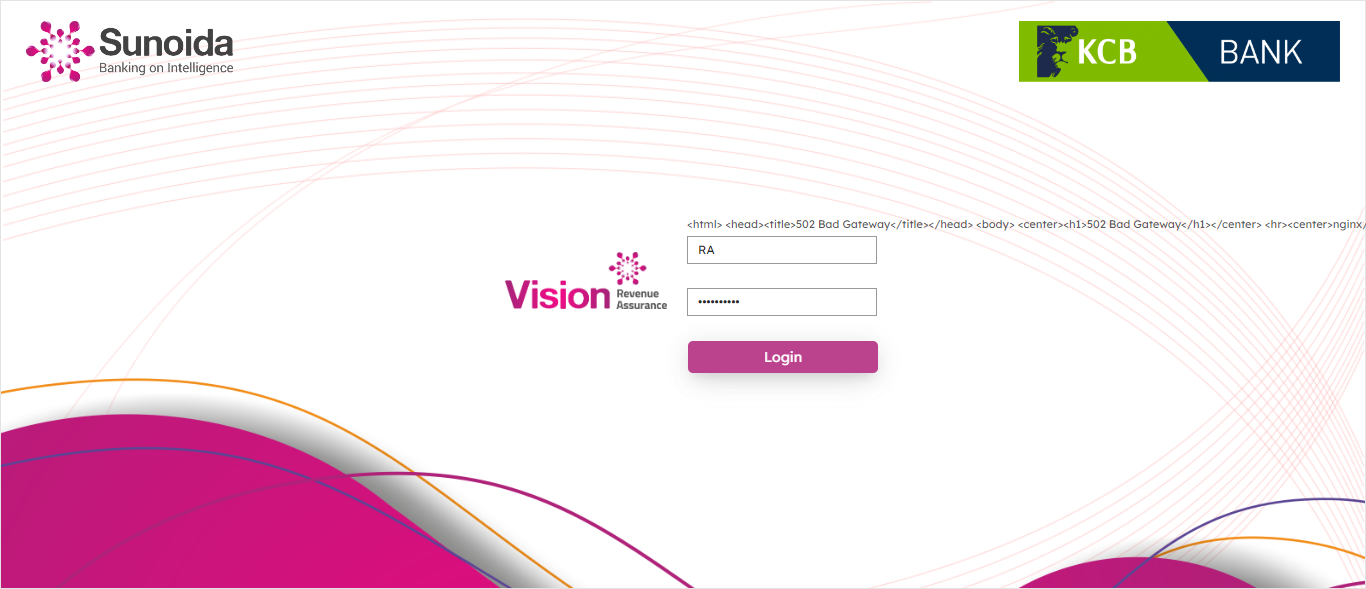 Sunoida
Banking on Intelligence
KCB BANK
<html> <head><title>502 Bad Gateway</title></head> <body> <center><h1>502 Bad Gateway</h1></center> <hr><center>nginx/
RA
Vision Revenue Assurance
••••••••••
Login